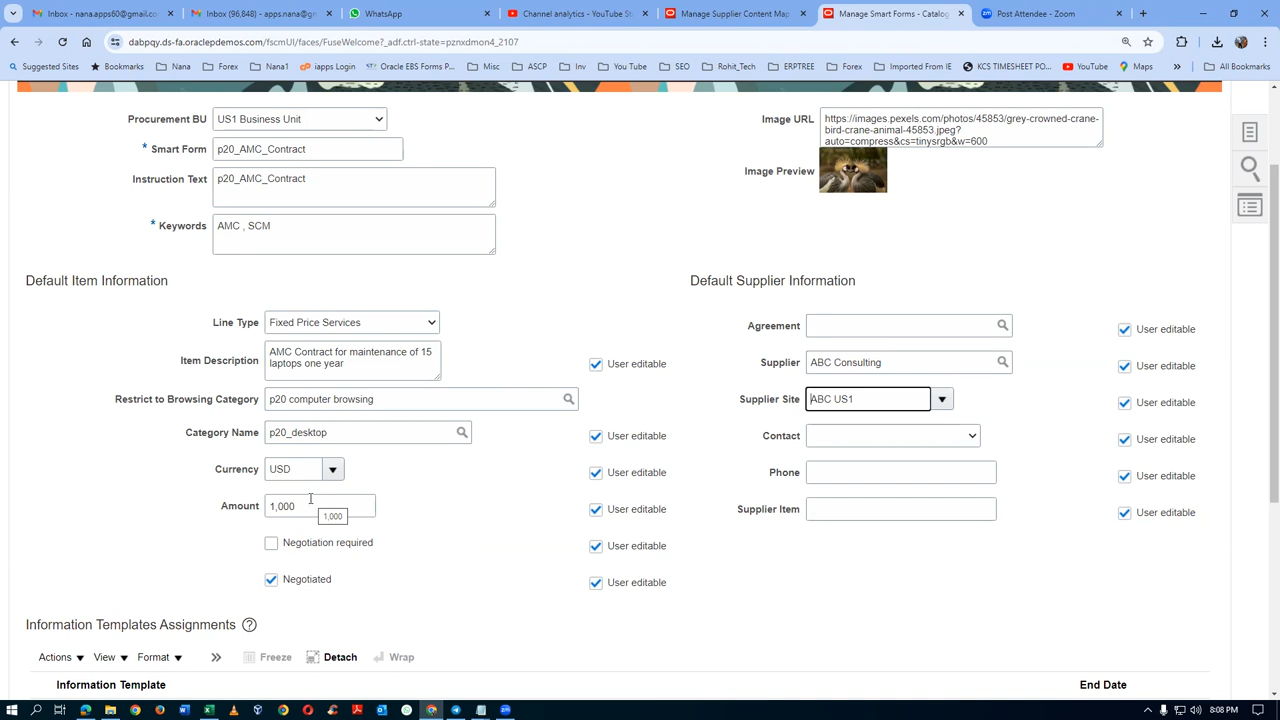 Inbox (95) - nana.apps60@gmail.co
Inbox (96,848) - apps.nana@gm
WhatsApp
Channel analytics - YouTube St
Manage Supplier Content Map
Manage Smart Forms - Catalog
Post Attendee - Zoom
dabpqy.ds-fa.oraclepdemos.com/fscmUI/faces/FuseWelcome?_adf.ctrl-state=pznxdmon4_2107
Suggested Sites
Bookmarks
Nana
Forex
Nana1
iapps Login
Oracle EBS Forms P...
Misc
ASCP
Inv
You Tube
SEO
Rohit_Tech
ERPTREE
Forex
Imported From IE
KCS TIMESHEET PO...
YouTube
Maps
All Bookmarks
Procurement BU US1 Business Unit
Image URL https://images.pexels.com/photos/45853/grey-crowned-crane-
bird-crane-animal-45853.jpeg?
auto=compress&cs=tinysrgb&w=600
* Smart Form p20_AMC_Contract
Instruction Text p20_AMC_Contract
Image Preview
* Keywords AMC , SCM
Default Item Information
Default Supplier Information
Line Type Fixed Price Services
Agreement User editable
Item Description AMC Contract for maintenance of 15
laptops one year
User editable
Supplier ABC Consulting User editable
Restrict to Browsing Category p20 computer browsing
Supplier Site ABC US1 User editable
Category Name p20_desktop User editable
Contact User editable
Currency USD User editable
Phone User editable
Amount 1,000 User editable
1,000
Supplier Item User editable
Negotiation required User editable
Negotiated User editable
Information Templates Assignments ?
Actions View Format » Freeze Detach Wrap
Information Template End Date
8:08 PM